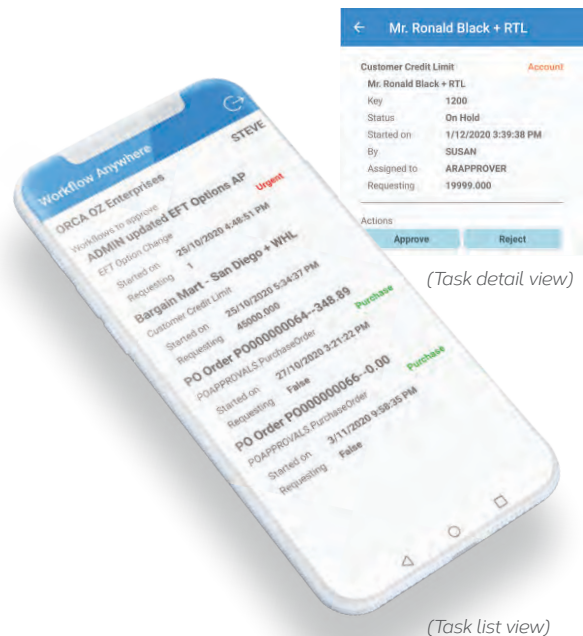 Mr. Ronald Black + RTL
Customer Credit Limit Account
Mr. Ronald Black + RTL
Key 1200
Status On Hold
Started on 1/12/2020 3:39:38 PM
By SUSAN
Assigned to ARAPPROVER
Requesting 19999.000
Actions
Approve Reject
(Task detail view)
Workflow Anywhere
ORCA OZ Enterprises STEVE
Workflows to approve
ADMIN updated EFT Options AP Urgent
EFT Option Change
Started on 25/10/2020 4:48:51 PM
Requesting 1
Bargain Mart - San Diego + WHL
Customer Credit Limit
Started on 25/10/2020 5:34:37 PM
Requesting 45000.000
PO Order PO000000064--348.89 Purchase
POAPPROVALS.PurchaseOrder
Started on 27/10/2020 3:21:22 PM
Requesting False
PO Order PO000000066--0.00 Purchase
POAPPROVALS.PurchaseOrder
Started on 3/11/2020 9:58:35 PM
Requesting False
(Task list view)